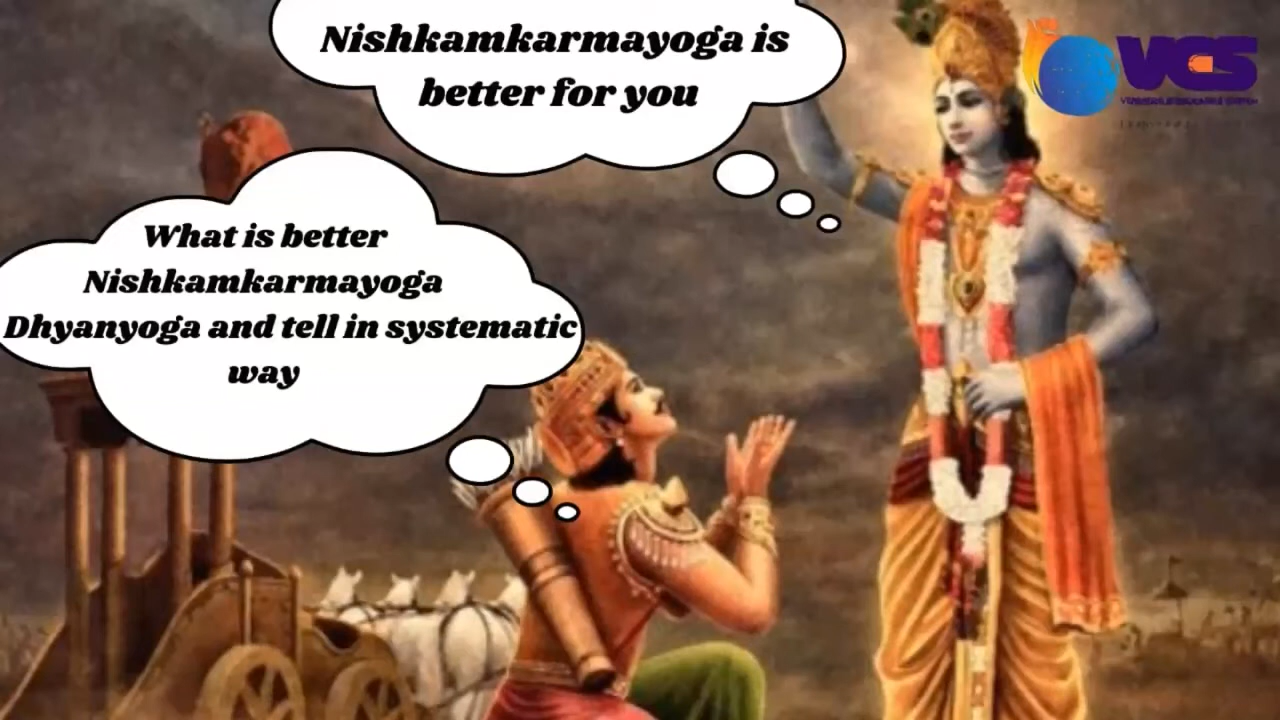 Nishkamkarmayoga is
better for you
VCS
What is better
Nishkamkarmayoga
Dhyanyoga and tell in systematic
way